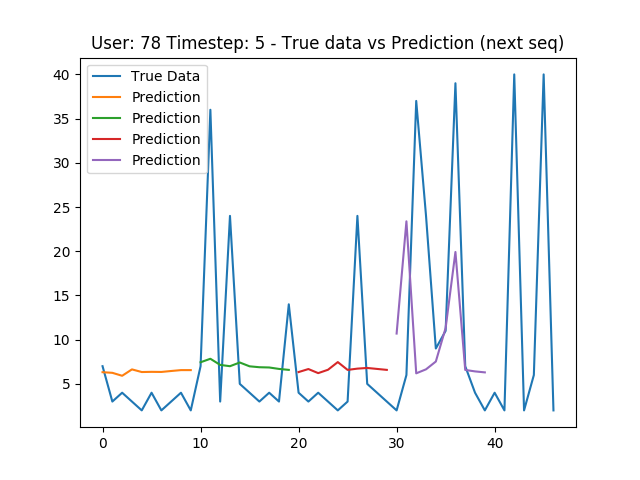 User: 78 Timestep: 5 - True data vs Prediction (next seq)
True Data
Prediction
Prediction
Prediction
Prediction
40
35
30
25
20
15
10
5
0
10
20
30
40